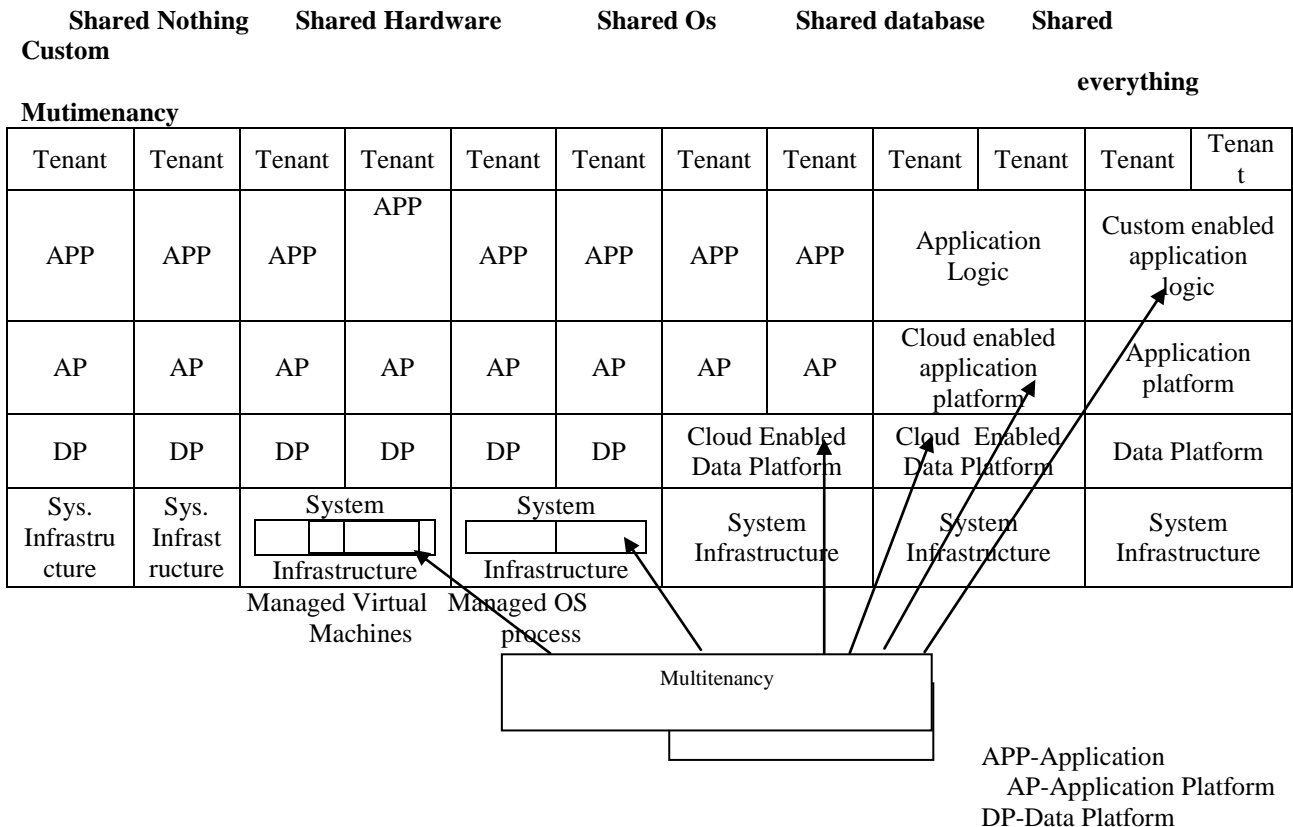 Shared Nothing Shared Hardware Shared Os Shared database Shared
Custom
everything
Mutimenancy
Tenant Tenant Tenant Tenant Tenant Tenant Tenant Tenant Tenant Tenant Tenant Tenan
t
APP APP APP APP APP APP APP APP Application
Logic Custom enabled
application
logic
AP AP AP AP AP AP AP AP Cloud enabled
application
platform Application
platform
DP DP DP DP DP DP Cloud Enabled
Data Platform Cloud Enabled
Data Platform Data Platform
Sys.
Infrastru
cture Sys.
Infrast
ructure System
Infrastructure System
Infrastructure System
Infrastructure System
Infrastructure System
Infrastructure
Managed Virtual
Machines Managed OS
process
Multitenancy
APP-Application
AP-Application Platform
DP-Data Platform